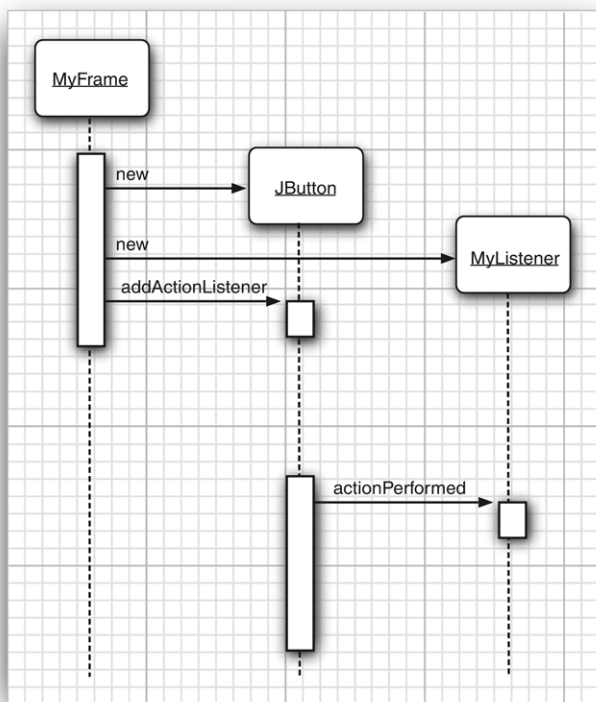 MyFrame
new
JButton
new
MyListener
addActionListener
actionPerformed